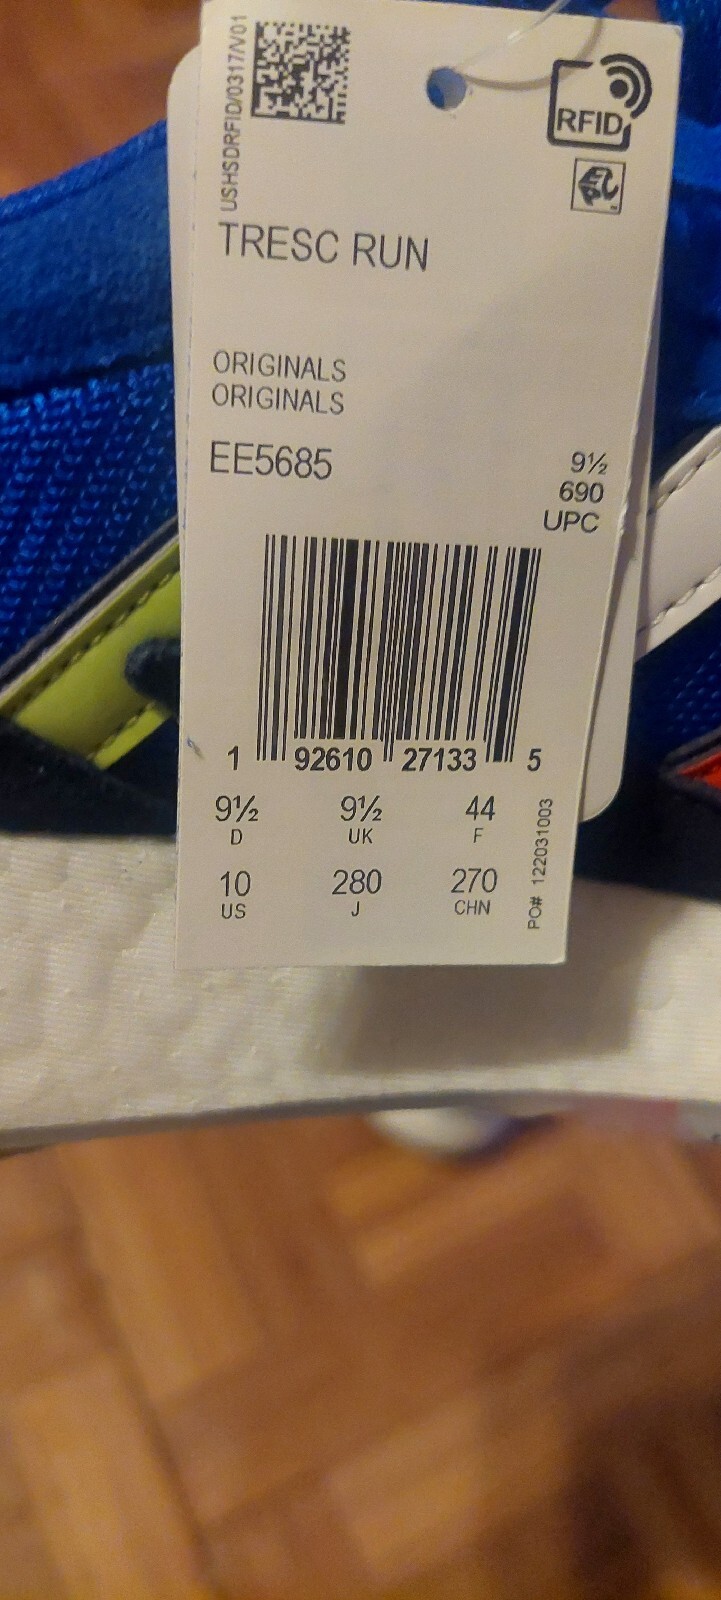 USHSDRFID/0317/V01
RFID
TRESC RUN
ORIGINALS
ORIGINALS
EE5685
9½
690
UPC
1 92610 27133 5
9½ 9½ 44
D UK F
10 280 270
US J CHN
PO# 122031003